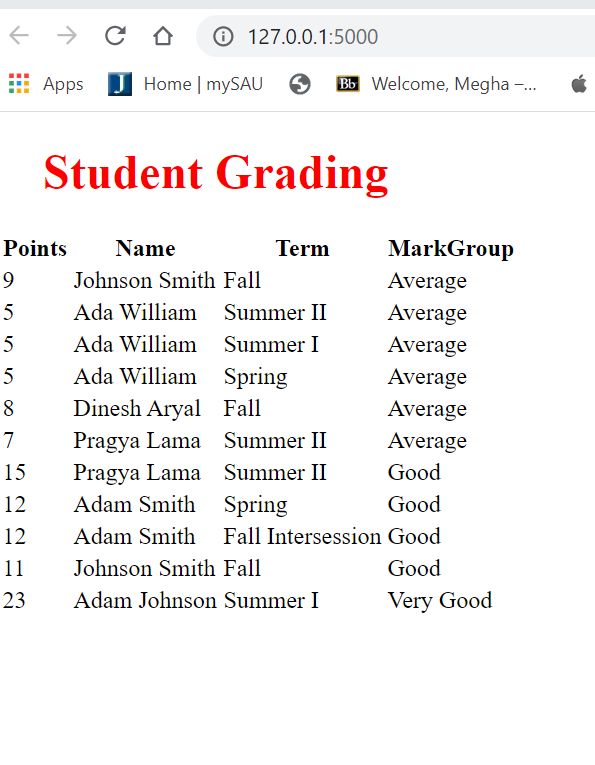 127.0.0.1:5000
Apps J Home | mySAU Bb Welcome, Megha –...
Student Grading
Points Name Term MarkGroup
9 Johnson Smith Fall Average
5 Ada William Summer II Average
5 Ada William Summer I Average
5 Ada William Spring Average
8 Dinesh Aryal Fall Average
7 Pragya Lama Summer II Average
15 Pragya Lama Summer II Good
12 Adam Smith Spring Good
12 Adam Smith Fall Intersession Good
11 Johnson Smith Fall Good
23 Adam Johnson Summer I Very Good